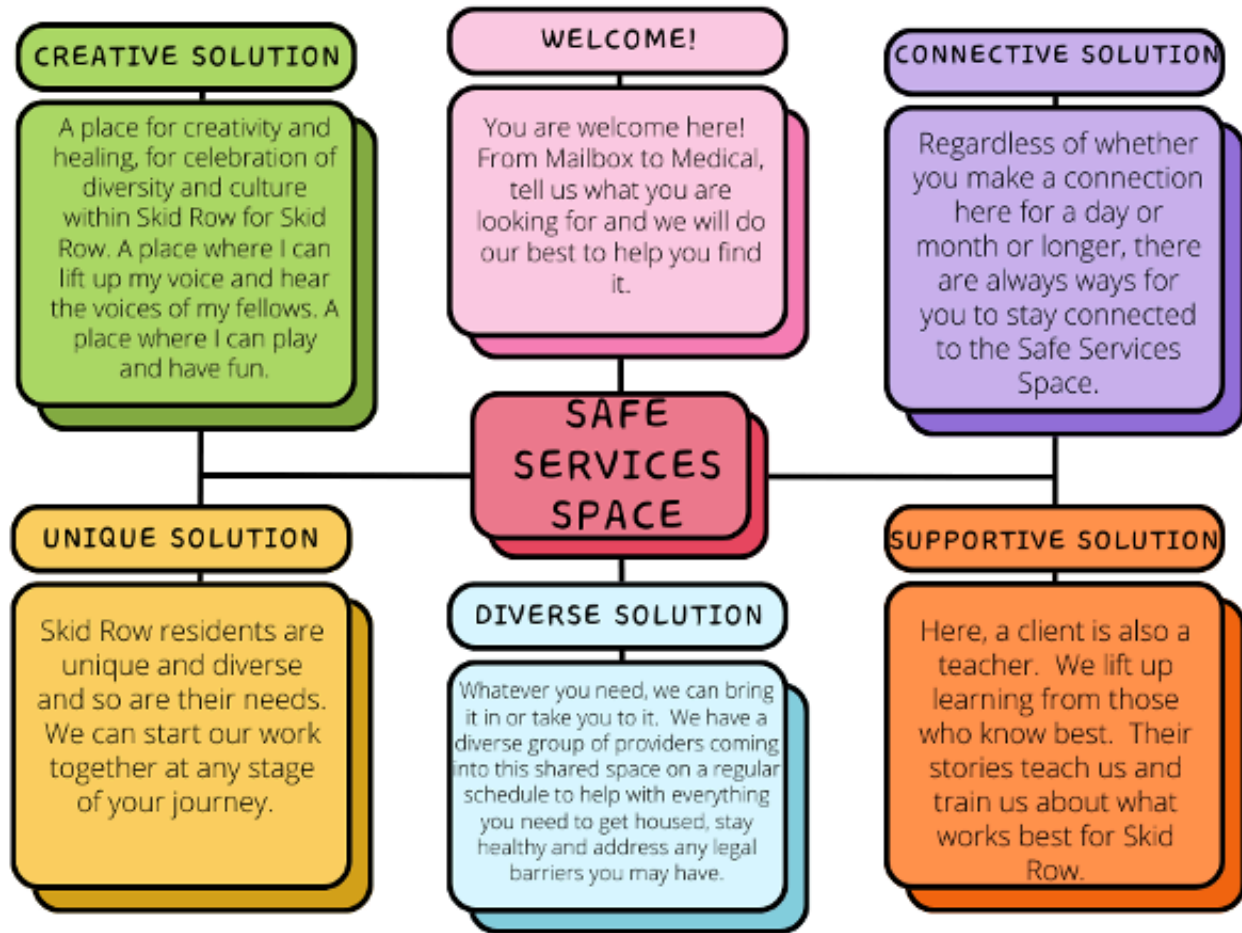 CREATIVE SOLUTION
A place for creativity and
healing, for celebration of
diversity and culture
within Skid Row for Skid
Row. A place where I can
lift up my voice and hear
the voices of my fellows. A
place where I can play
and have fun.
WELCOME!
You are welcome here!
From Mailbox to Medical,
tell us what you are
looking for and we will do
our best to help you find
it.
CONNECTIVE SOLUTION
Regardless of whether
you make a connection
here for a day or
month or longer, there
are always ways for
you to stay connected
to the Safe Services
Space.
SAFE
SERVICES
SPACE
UNIQUE SOLUTION
Skid Row residents are
unique and diverse
and so are their needs.
We can start our work
together at any stage
of your journey.
DIVERSE SOLUTION
Whatever you need, we can bring
it in or take you to it. We have a
diverse group of providers coming
into this shared space on a regular
schedule to help with everything
you need to get housed, stay
healthy and address any legal
barriers you may have.
SUPPORTIVE SOLUTION
Here, a client is also a
teacher. We lift up
learning from those
who know best. Their
stories teach us and
train us about what
works best for Skid
Row.